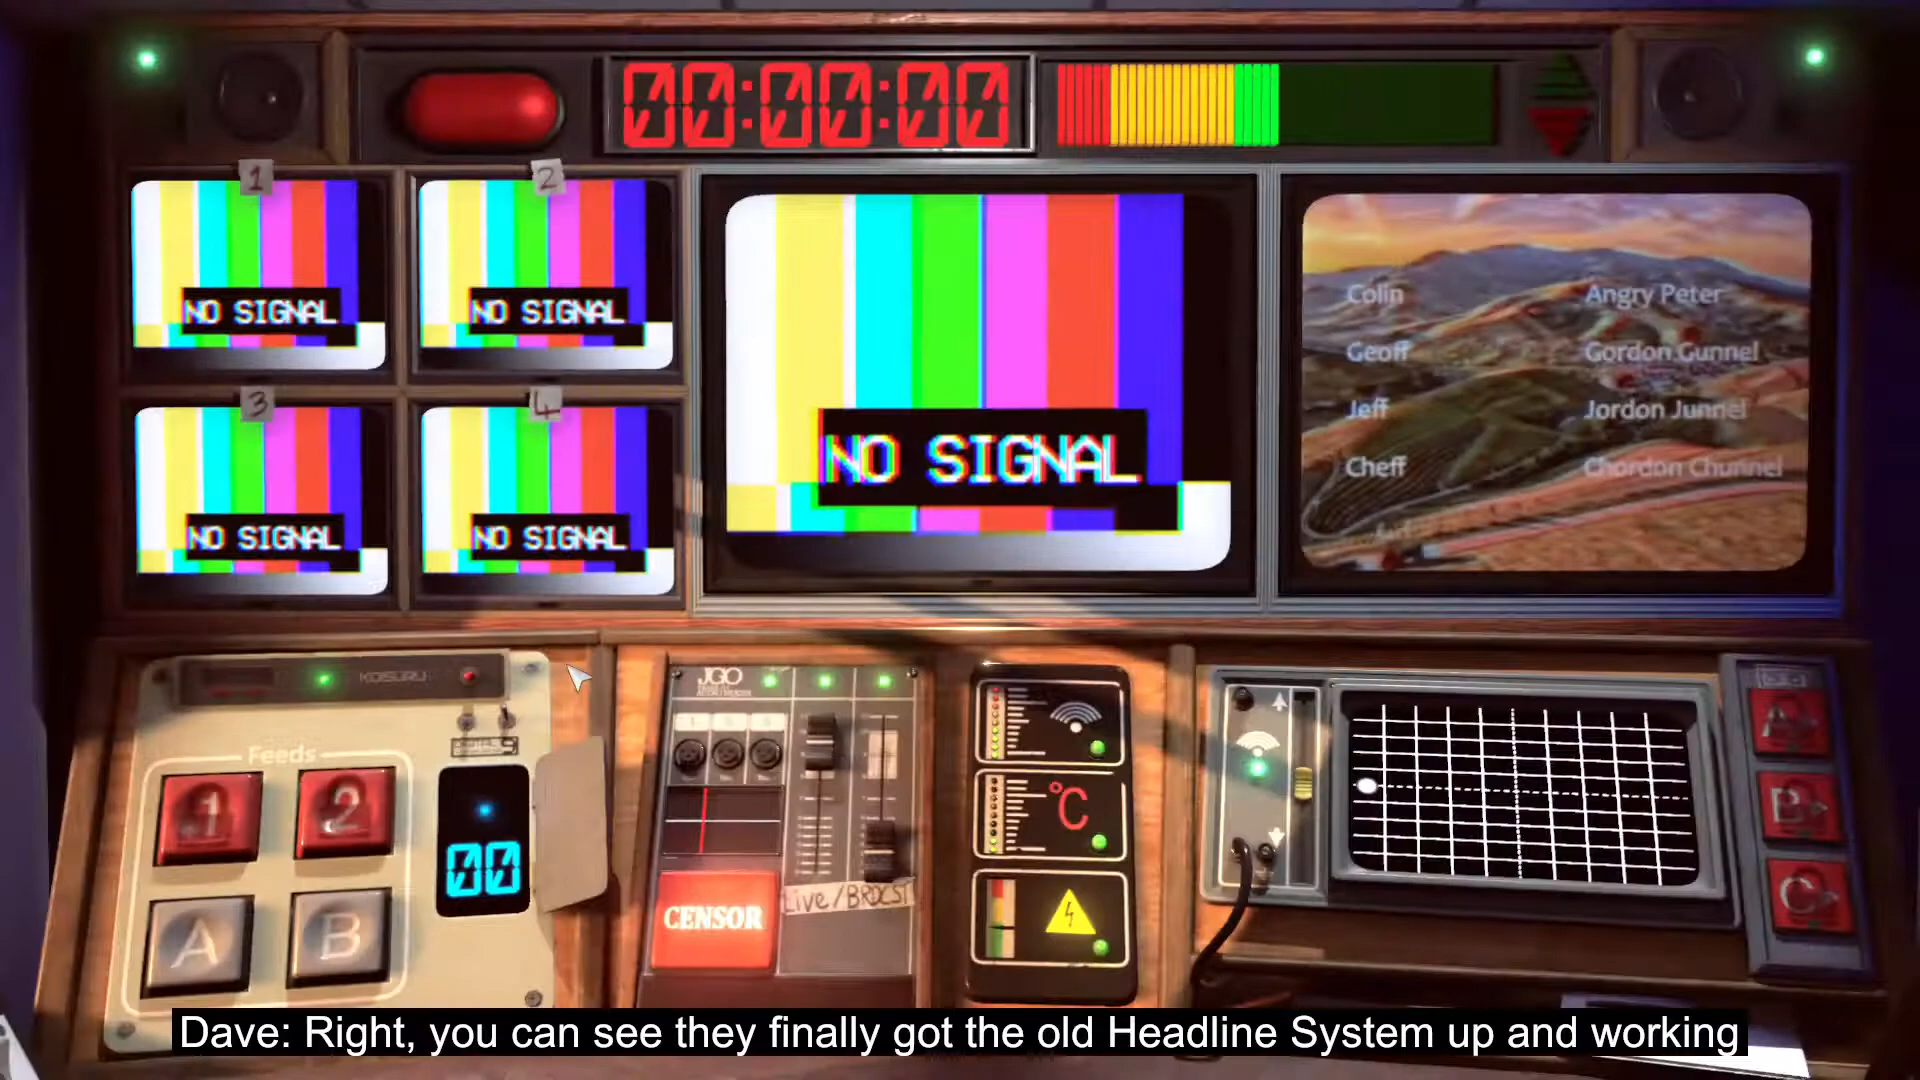 00:00:00
1
2
NO SIGNAL
NO SIGNAL
NO SIGNAL
3
4
NO SIGNAL
NO SIGNAL
Colin Angry Peter
Geoff Gordon Gunnel
Jeff Jordon Junnel
Cheff Chordon Chunnel
KOISURU
JGO
Feeds
1 2
00
°C
A
B
C
CENSOR
Live/BRDCST
A B
Dave: Right, you can see they finally got the old Headline System up and working